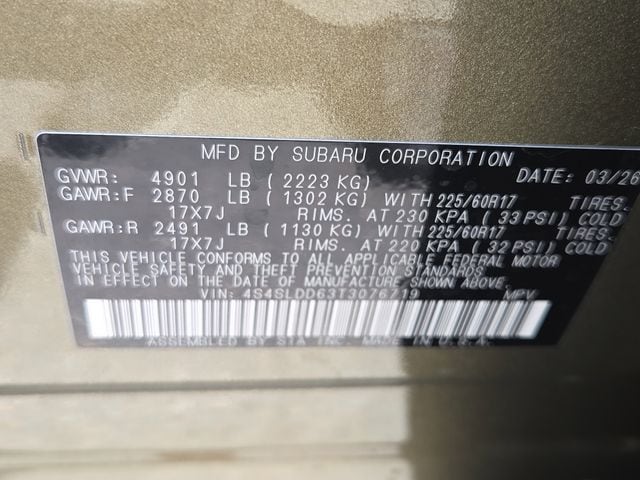 MFD BY SUBARU CORPORATION DATE: 03/26
GVWR: 4901 LB ( 2223 KG)
GAWR:F 2870 LB ( 1302 KG) WITH 225/60R17 TIRES.
17X7J RIMS. AT 230 KPA ( 33 PSI) COLD
GAWR:R 2491 LB ( 1130 KG) WITH 225/60R17 TIRES.
17X7J RIMS. AT 220 KPA ( 32 PSI) COLD
THIS VEHICLE CONFORMS TO ALL APPLICABLE FEDERAL MOTOR
VEHICLE SAFETY AND THEFT PREVENTION STANDARDS
IN EFFECT ON THE DATE OF MANUFACTURE SHOWN ABOVE.
VIN: 4S4SLDD63T3076719 MPV
ASSEMBLED BY SIA INC. MADE IN U.S.A.